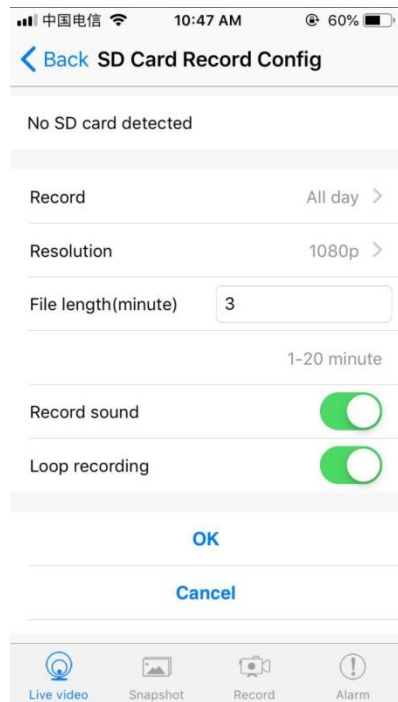 中国电信 10:47 AM 60%
Back SD Card Record Config
No SD card detected
Record All day
Resolution 1080p
File length(minute) 3
1-20 minute
Record sound
Loop recording
OK
Cancel
Live video Snapshot Record Alarm